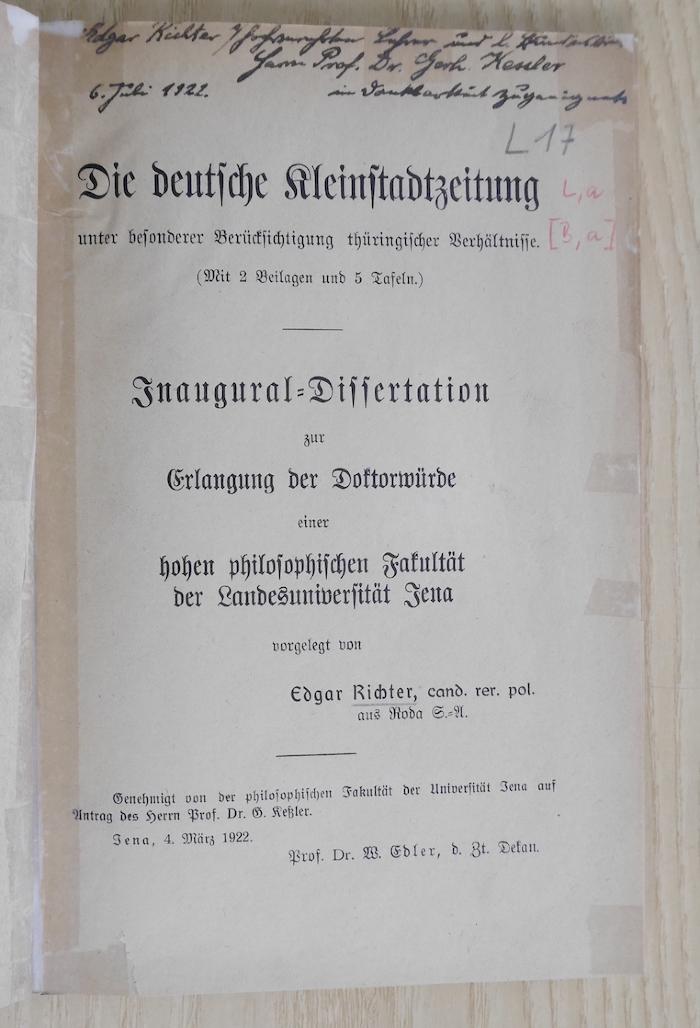 Edgar Richter s. hochverehrten Lehrer und l.
Herrn Prof. Dr. Gerh. Kessler
6. Juli 1922. in Dankbarkeit zugeeignet
L 17
Die deutsche Kleinstadtzeitung L, a
unter besonderer Berücksichtigung thüringischer Verhältnisse. [B, a]
(Mit 2 Beilagen und 5 Tafeln.)
Inaugural-Dissertation
zur
Erlangung der Doktorwürde
einer
hohen philosophischen Fakultät
der Landesuniversität Jena
vorgelegt von
Edgar Richter, cand. rer. pol.
aus Roda S.-A.
Genehmigt von der philosophischen Fakultät der Universität Jena auf
Antrag des Herrn Prof. Dr. G. Keßler.
Jena, 4. März 1922.
Prof. Dr. W. Edler, d. Zt. Dekan.